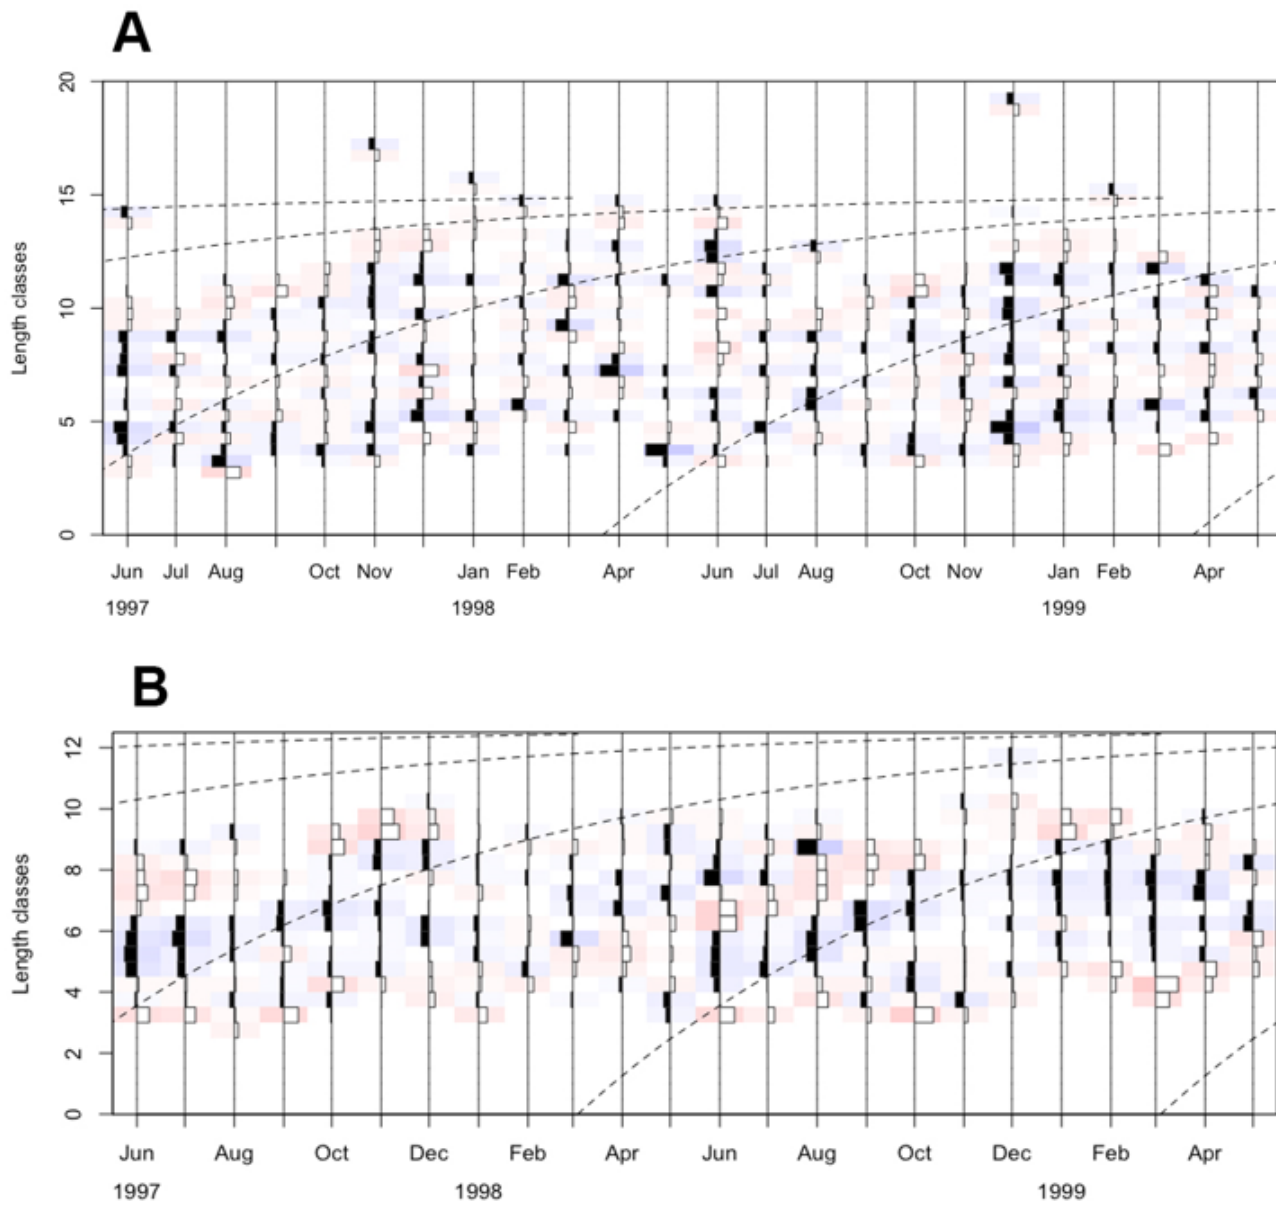 A
Length classes
20
15
10
5
0
Jun Jul Aug Oct Nov Jan Feb Apr Jun Jul Aug Oct Nov Jan Feb Apr
1997 1998 1999
B
Length classes
12
10
8
6
4
2
0
Jun Aug Oct Dec Feb Apr Jun Aug Oct Dec Feb Apr
1997 1998 1999